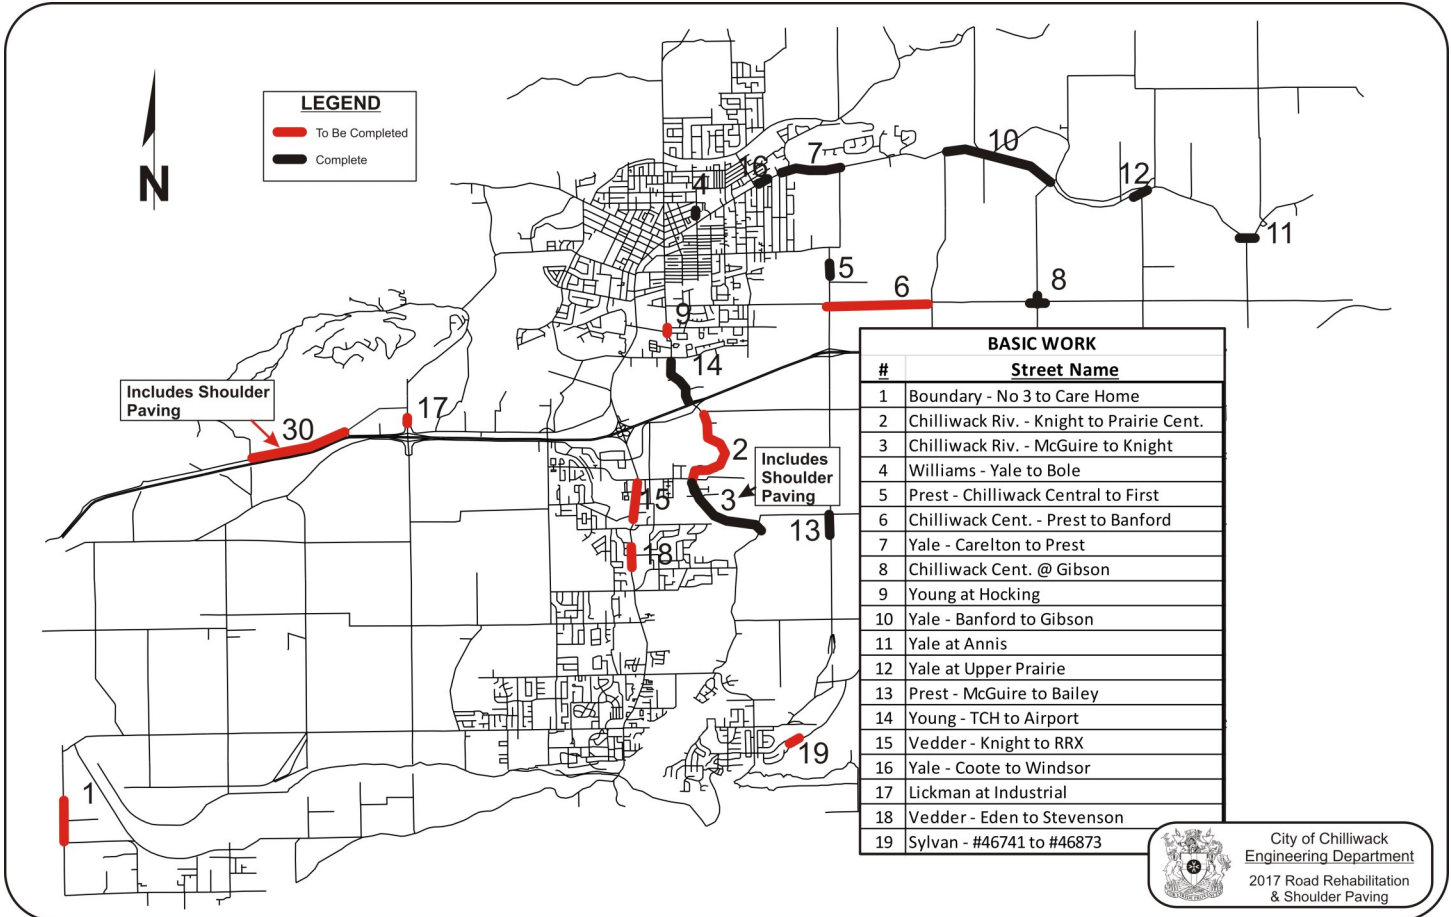 LEGEND
To Be Completed
Complete
N
10
7
16
12
4
11
5
8
6
9
14
Includes Shoulder
Paving
17
30
2
Includes
Shoulder
Paving
15
3
13
18
19
1
BASIC WORK
# Street Name
1 Boundary - No 3 to Care Home
2 Chilliwack Riv. - Knight to Prairie Cent.
3 Chilliwack Riv. - McGuire to Knight
4 Williams - Yale to Bole
5 Prest - Chilliwack Central to First
6 Chilliwack Cent. - Prest to Banford
7 Yale - Carelton to Prest
8 Chilliwack Cent. @ Gibson
9 Young at Hocking
10 Yale - Banford to Gibson
11 Yale at Annis
12 Yale at Upper Prairie
13 Prest - McGuire to Bailey
14 Young - TCH to Airport
15 Vedder - Knight to RRX
16 Yale - Coote to Windsor
17 Lickman at Industrial
18 Vedder - Eden to Stevenson
19 Sylvan - #46741 to #46873
City of Chilliwack
Engineering Department
2017 Road Rehabilitation
& Shoulder Paving